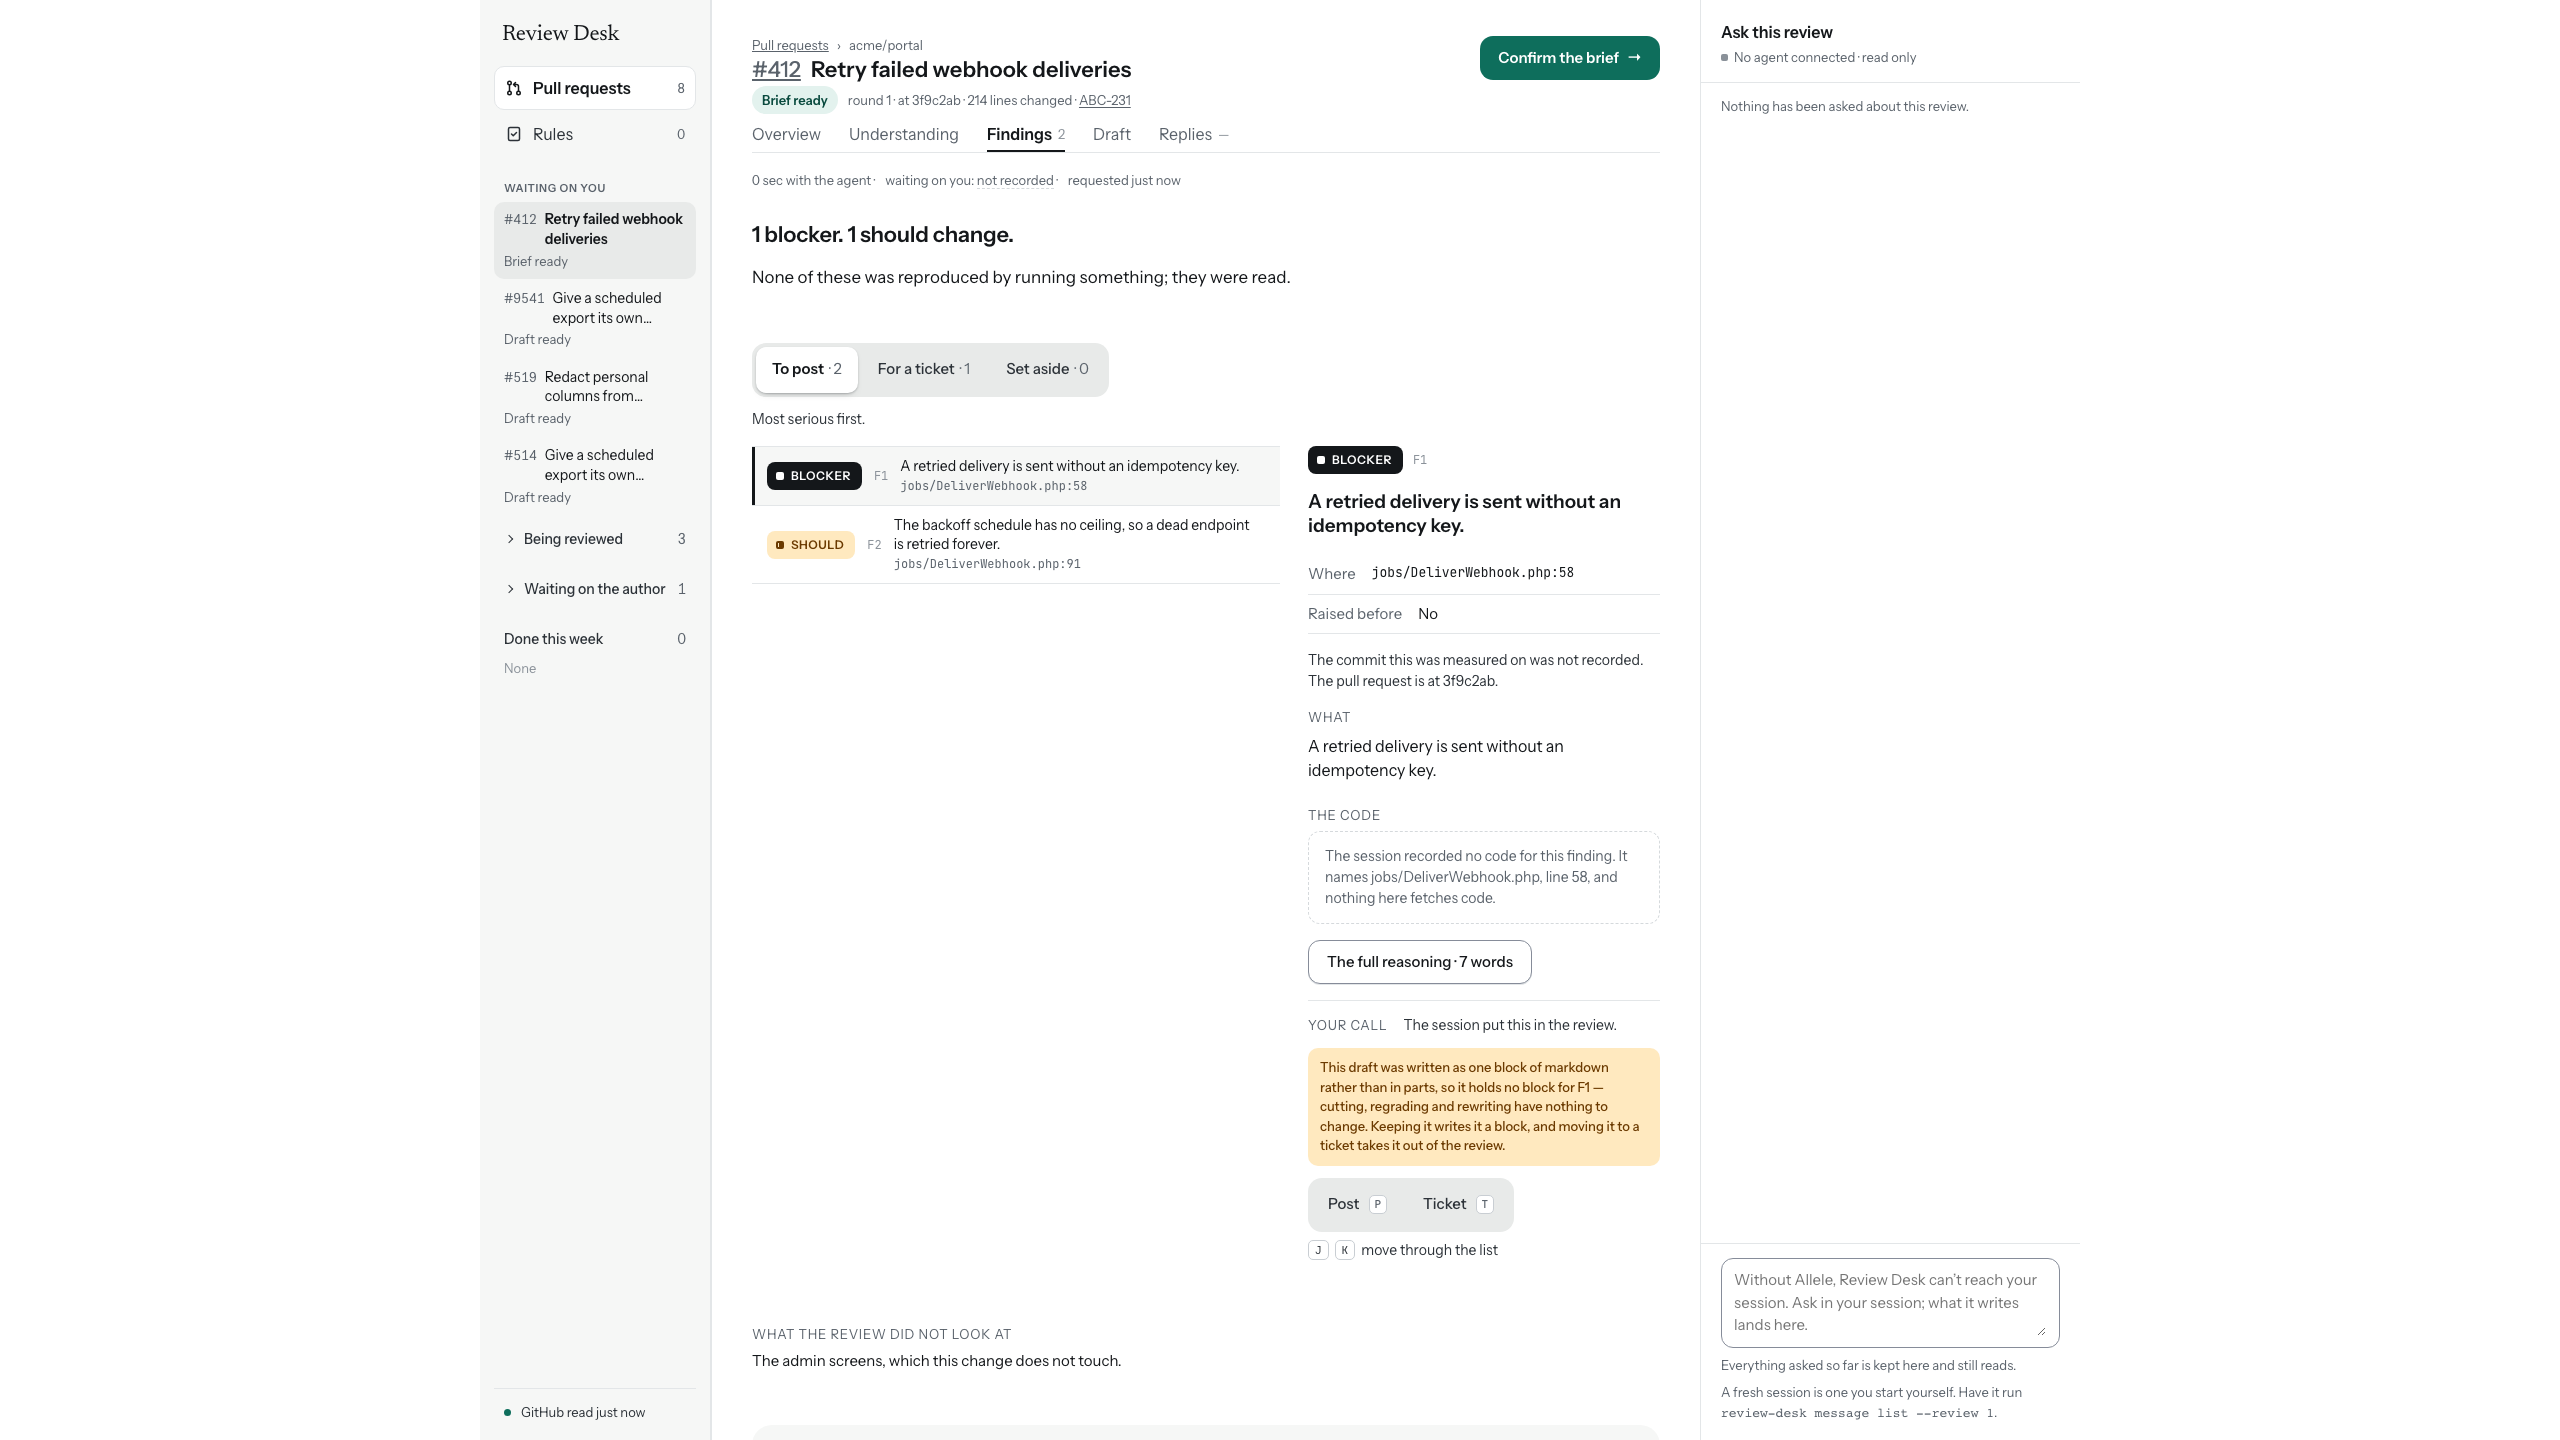 Review Desk
Pull requests 8
Rules 0
WAITING ON YOU
#412 Retry failed webhook
deliveries
Brief ready
#9541 Give a scheduled
export its own…
Draft ready
#519 Redact personal
columns from…
Draft ready
#514 Give a scheduled
export its own…
Draft ready
Being reviewed 3
Waiting on the author 1
Done this week 0
None
GitHub read just now
Pull requests › acme/portal
#412 Retry failed webhook deliveries
Brief ready round 1 · at 3f9c2ab · 214 lines changed · ABC-231
Confirm the brief →
Overview Understanding Findings 2 Draft Replies —
0 sec with the agent · waiting on you: not recorded · requested just now
1 blocker. 1 should change.
None of these was reproduced by running something; they were read.
To post · 2 For a ticket · 1 Set aside · 0
Most serious first.
BLOCKER F1 A retried delivery is sent without an idempotency key.
jobs/DeliverWebhook.php:58
SHOULD F2 The backoff schedule has no ceiling, so a dead endpoint
is retried forever.
jobs/DeliverWebhook.php:91
BLOCKER F1
A retried delivery is sent without an
idempotency key.
Where jobs/DeliverWebhook.php:58
Raised before No
The commit this was measured on was not recorded.
The pull request is at 3f9c2ab.
WHAT
A retried delivery is sent without an
idempotency key.
THE CODE
The session recorded no code for this finding. It
names jobs/DeliverWebhook.php, line 58, and
nothing here fetches code.
The full reasoning · 7 words
YOUR CALL The session put this in the review.
This draft was written as one block of markdown
rather than in parts, so it holds no block for F1 —
cutting, regrading and rewriting have nothing to
change. Keeping it writes it a block, and moving it to a
ticket takes it out of the review.
Post P Ticket T
J K move through the list
WHAT THE REVIEW DID NOT LOOK AT
The admin screens, which this change does not touch.
Ask this review
No agent connected · read only
Nothing has been asked about this review.
Without Allele, Review Desk can't reach your
session. Ask in your session; what it writes
lands here.
Everything asked so far is kept here and still reads.
A fresh session is one you start yourself. Have it run
review-desk message list --review 1.